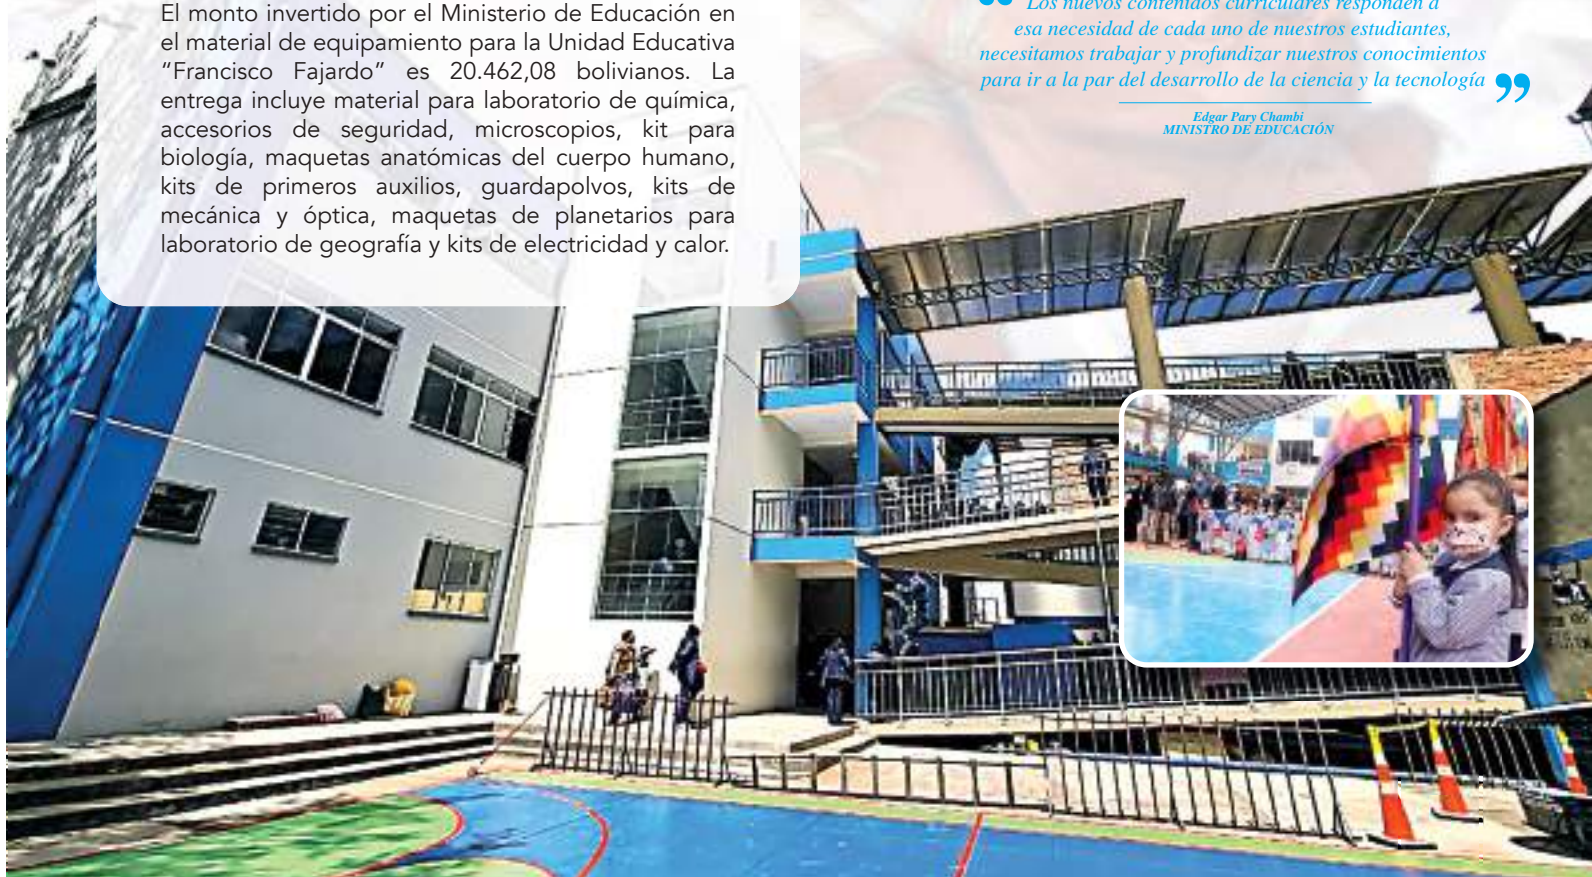 El monto invertido por el Ministerio de Educación en
el material de equipamiento para la Unidad Educativa
“Francisco Fajardo” es 20.462,08 bolivianos. La
entrega incluye material para laboratorio de química,
accesorios de seguridad, microscopios, kit para
biología, maquetas anatómicas del cuerpo humano,
kits de primeros auxilios, guardapolvos, kits de
mecánica y óptica, maquetas de planetarios para
laboratorio de geografía y kits de electricidad y calor.
“ Los nuevos contenidos curriculares responden a
esa necesidad de cada uno de nuestros estudiantes,
necesitamos trabajar y profundizar nuestros conocimientos
para ir a la par del desarrollo de la ciencia y la tecnología ”
Edgar Pary Chambi
MINISTRO DE EDUCACIÓN